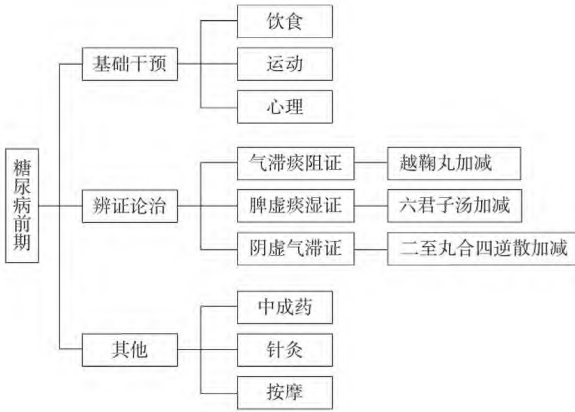 糖尿病前期
基础干预
饮食
运动
心理
辨证论治
气滞痰阻证
越鞠丸加减
脾虚痰湿证
六君子汤加减
阴虚气滞证
二至丸合四逆散加减
其他
中成药
针灸
按摩